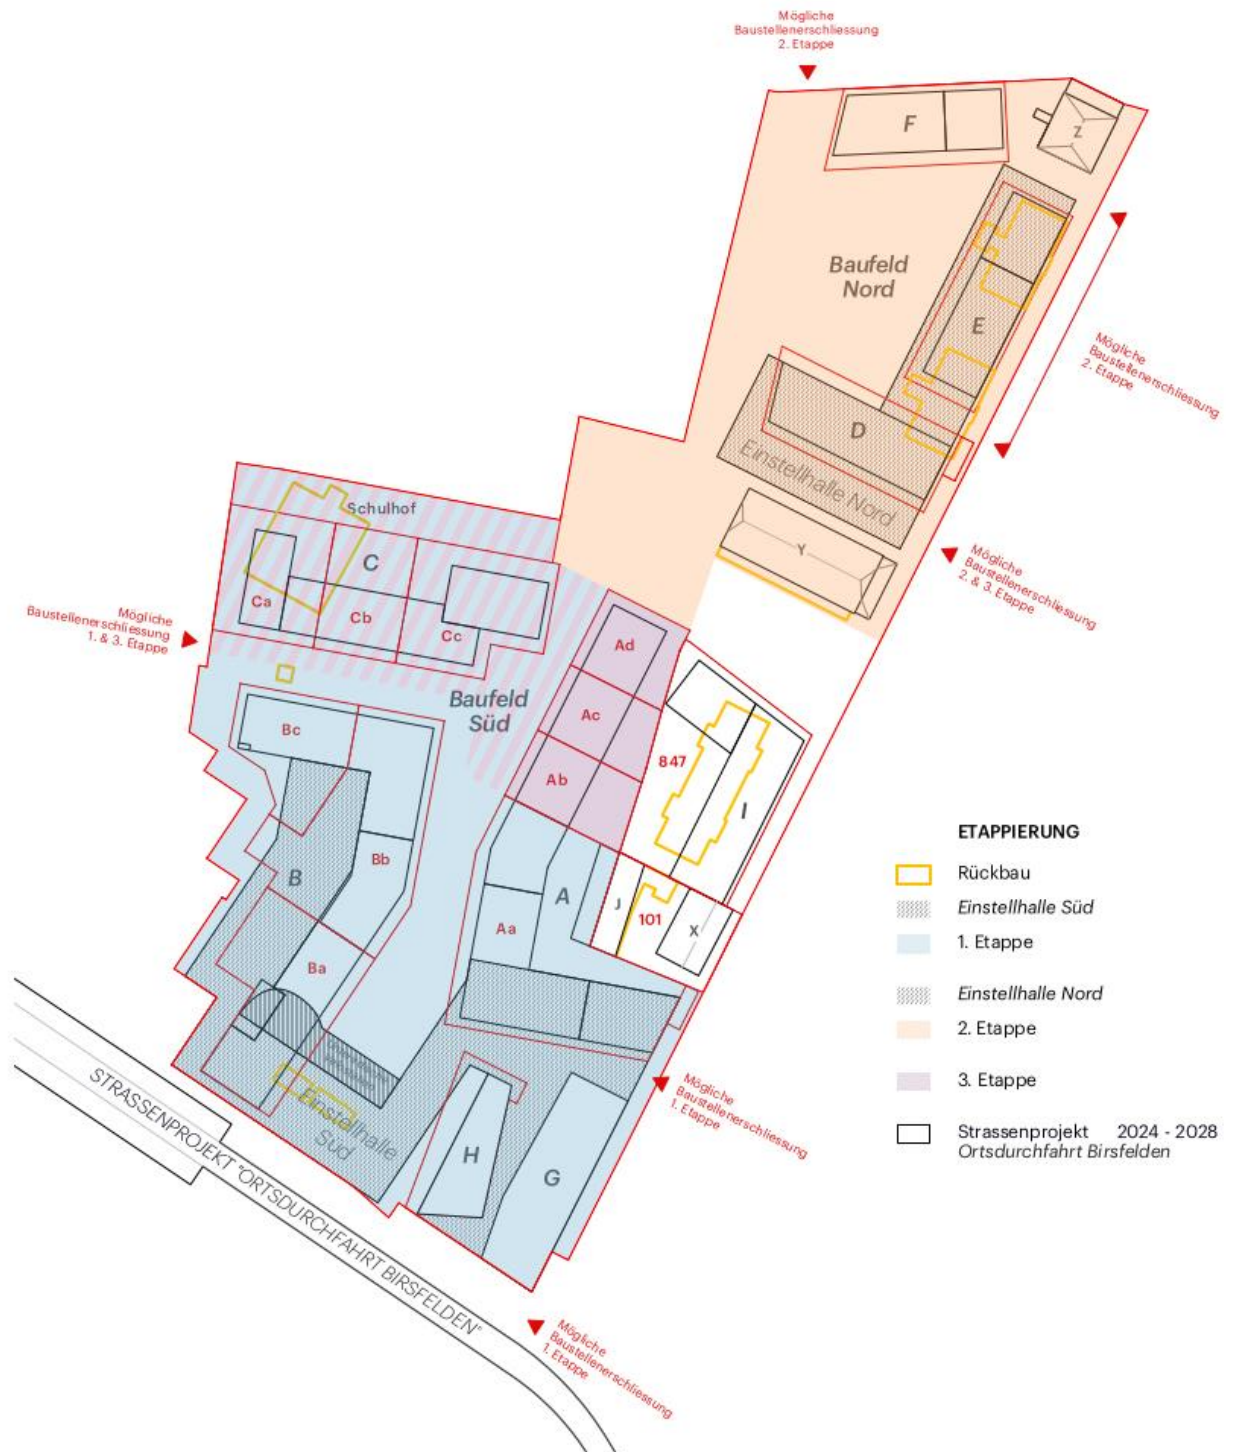 Mögliche
Baustellenerschliessung
2. Etappe
F
Z
Baufeld
Nord
E
Mögliche
Baustellenerschliessung
2. Etappe
D
Einstellhalle Nord
Y
Mögliche
Baustellenerschliessung
2. & 3. Etappe
Schulhof
C
Ca
Cb
Cc
Mögliche
Baustellenerschliessung
1. & 3. Etappe
Ad
Baufeld
Süd
Ac
Bc
Ab
847
I
B
Bb
A
J
101
X
Aa
Ba
Einstellhalle
Süd
H
G
Mögliche
Baustellenerschliessung
1. Etappe
STRASSENPROJEKT "ORTSDURCHFAHRT BIRSFELDEN"
Mögliche
Baustellenerschliessung
1. Etappe
ETAPPIERUNG
Rückbau
Einstellhalle Süd
1. Etappe
Einstellhalle Nord
2. Etappe
3. Etappe
Strassenprojekt 2024 - 2028
Ortsdurchfahrt Birsfelden